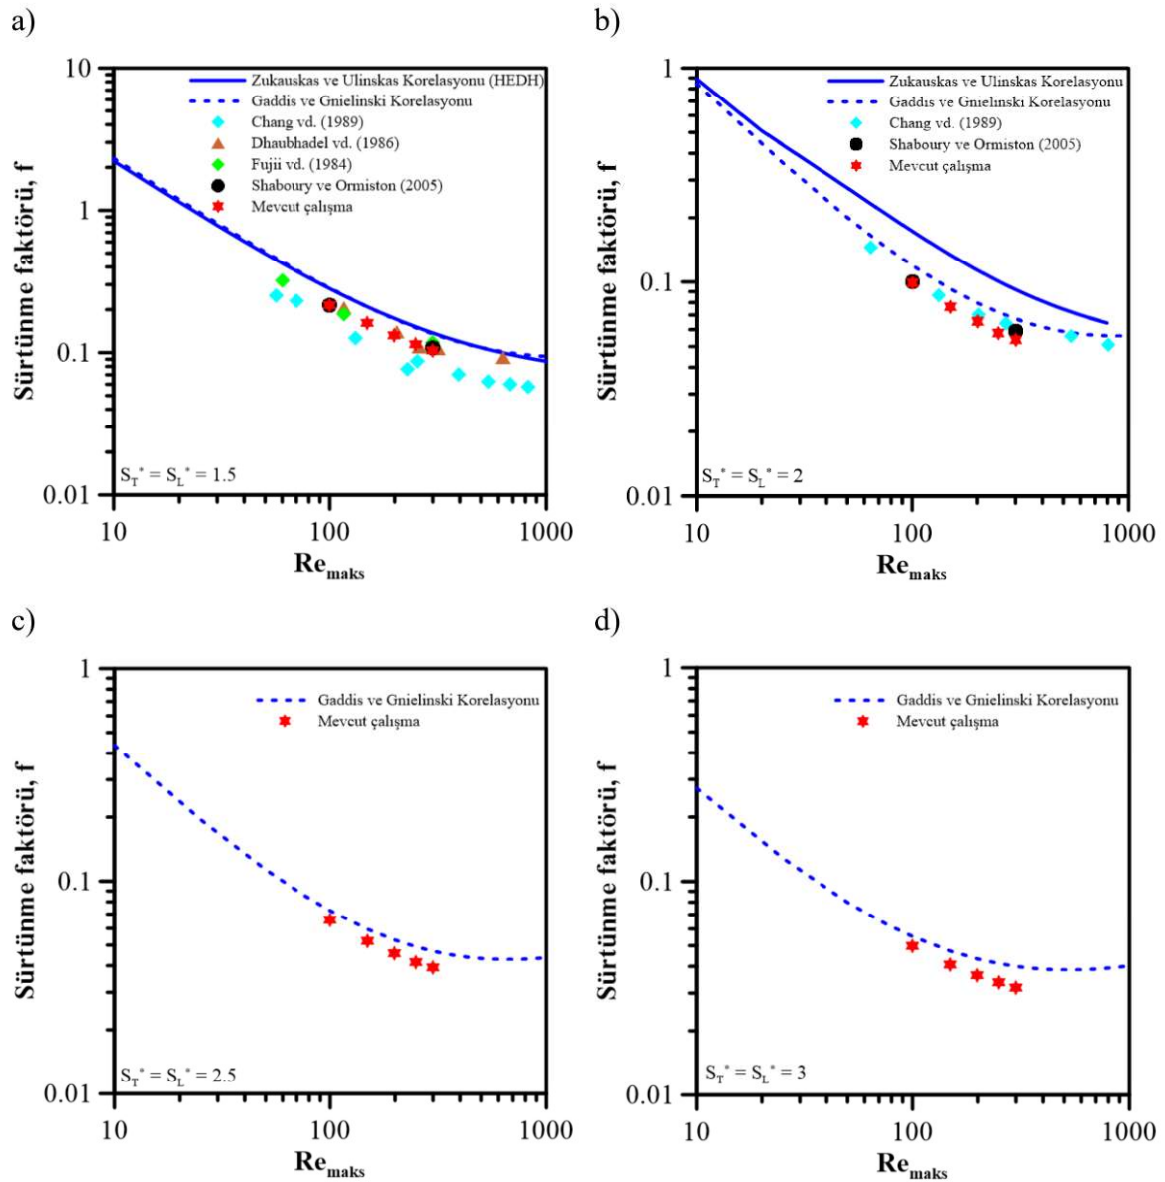 a)
10
1
0.1
0.01
Sürtünme faktörü, f
Zukauskas ve Ulinskas Korelasyonu (HEDH)
Gaddis ve Gnielinski Korelasyonu
Chang vd. (1989)
Dhaubhadel vd. (1986)
Fujii vd. (1984)
Shaboury ve Ormiston (2005)
Mevcut çalışma
S_T* = S_L* = 1.5
10 100 1000
Re_maks
b)
1
0.1
0.01
Sürtünme faktörü, f
Zukauskas ve Ulinskas Korelasyonu
Gaddis ve Gnielinski Korelasyonu
Chang vd. (1989)
Shaboury ve Ormiston (2005)
Mevcut çalışma
S_T* = S_L* = 2
10 100 1000
Re_maks
c)
1
0.1
0.01
Sürtünme faktörü, f
Gaddis ve Gnielinski Korelasyonu
Mevcut çalışma
S_T* = S_L* = 2.5
10 100 1000
Re_maks
d)
1
0.1
0.01
Sürtünme faktörü, f
Gaddis ve Gnielinski Korelasyonu
Mevcut çalışma
S_T* = S_L* = 3
10 100 1000
Re_maks